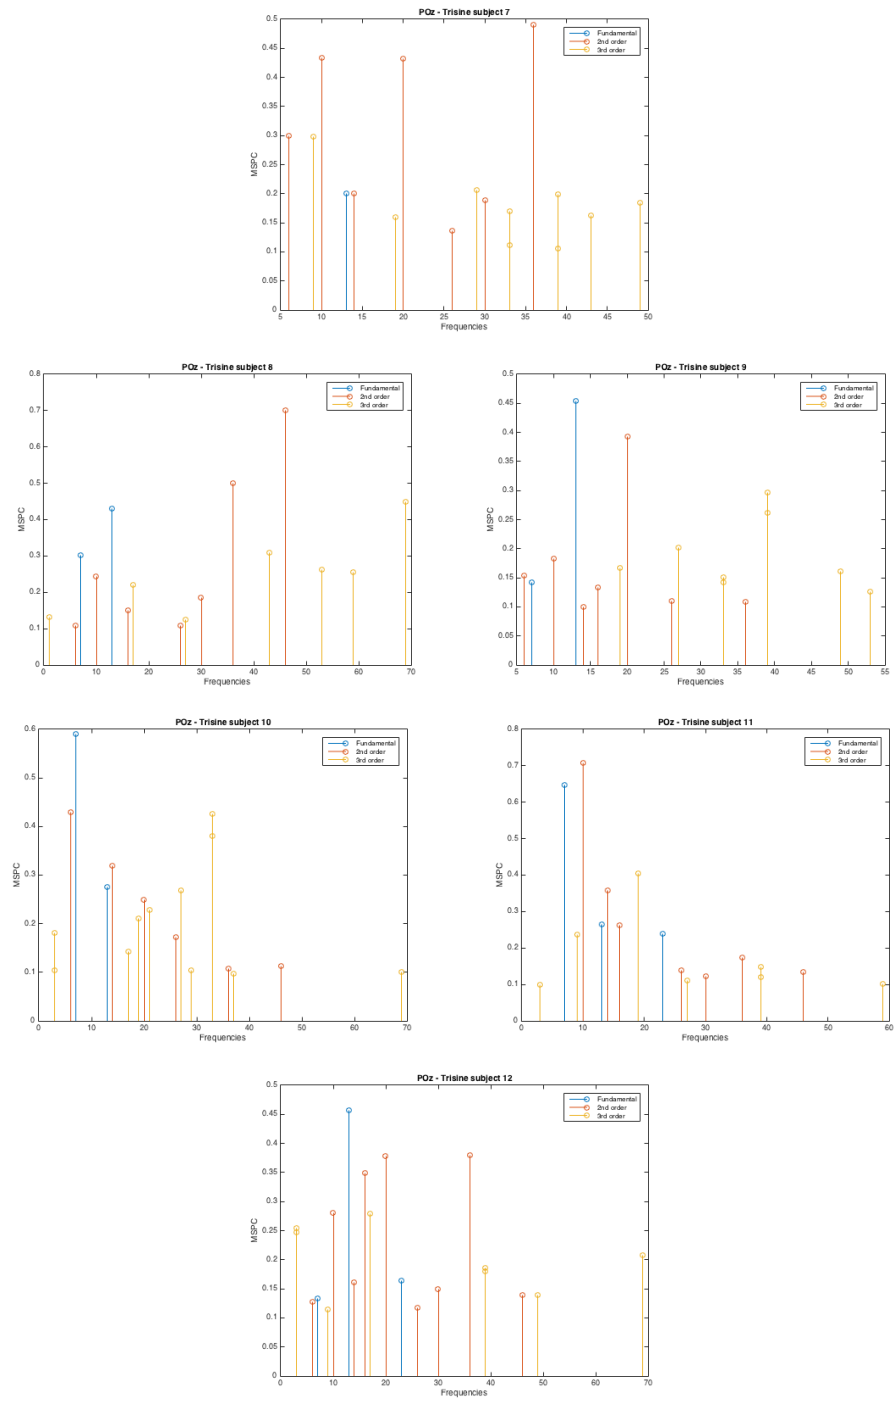 POz - Trisine subject 7
0.5
0.45
0.4
0.35
0.3
0.25
0.2
0.15
0.1
0.05
0
MSPC
5 10 15 20 25 30 35 40 45 50
Frequencies
Fundamental
2nd order
3rd order
POz - Trisine subject 8
0.8
0.7
0.6
0.5
0.4
0.3
0.2
0.1
0
MSPC
0 10 20 30 40 50 60 70
Frequencies
Fundamental
2nd order
3rd order
POz - Trisine subject 9
0.5
0.45
0.4
0.35
0.3
0.25
0.2
0.15
0.1
0.05
0
MSPC
5 10 15 20 25 30 35 40 45 50 55
Frequencies
Fundamental
2nd order
3rd order
POz - Trisine subject 10
0.6
0.5
0.4
0.3
0.2
0.1
0
MSPC
0 10 20 30 40 50 60 70
Frequencies
Fundamental
2nd order
3rd order
POz - Trisine subject 11
0.8
0.7
0.6
0.5
0.4
0.3
0.2
0.1
0
MSPC
0 10 20 30 40 50 60
Frequencies
Fundamental
2nd order
3rd order
POz - Trisine subject 12
0.5
0.45
0.4
0.35
0.3
0.25
0.2
0.15
0.1
0.05
0
MSPC
0 10 20 30 40 50 60 70
Frequencies
Fundamental
2nd order
3rd order